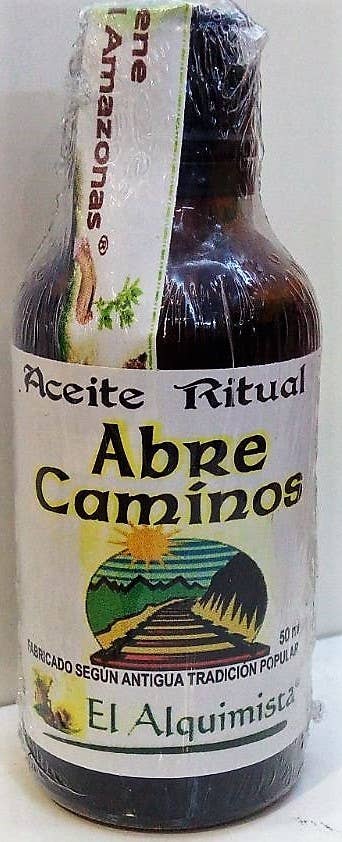 ene
Amazonas®
Aceite Ritual
Abre
Caminos
50 ml
FABRICADO SEGÚN ANTIGUA TRADICIÓN POPULAR
El Alquimista®